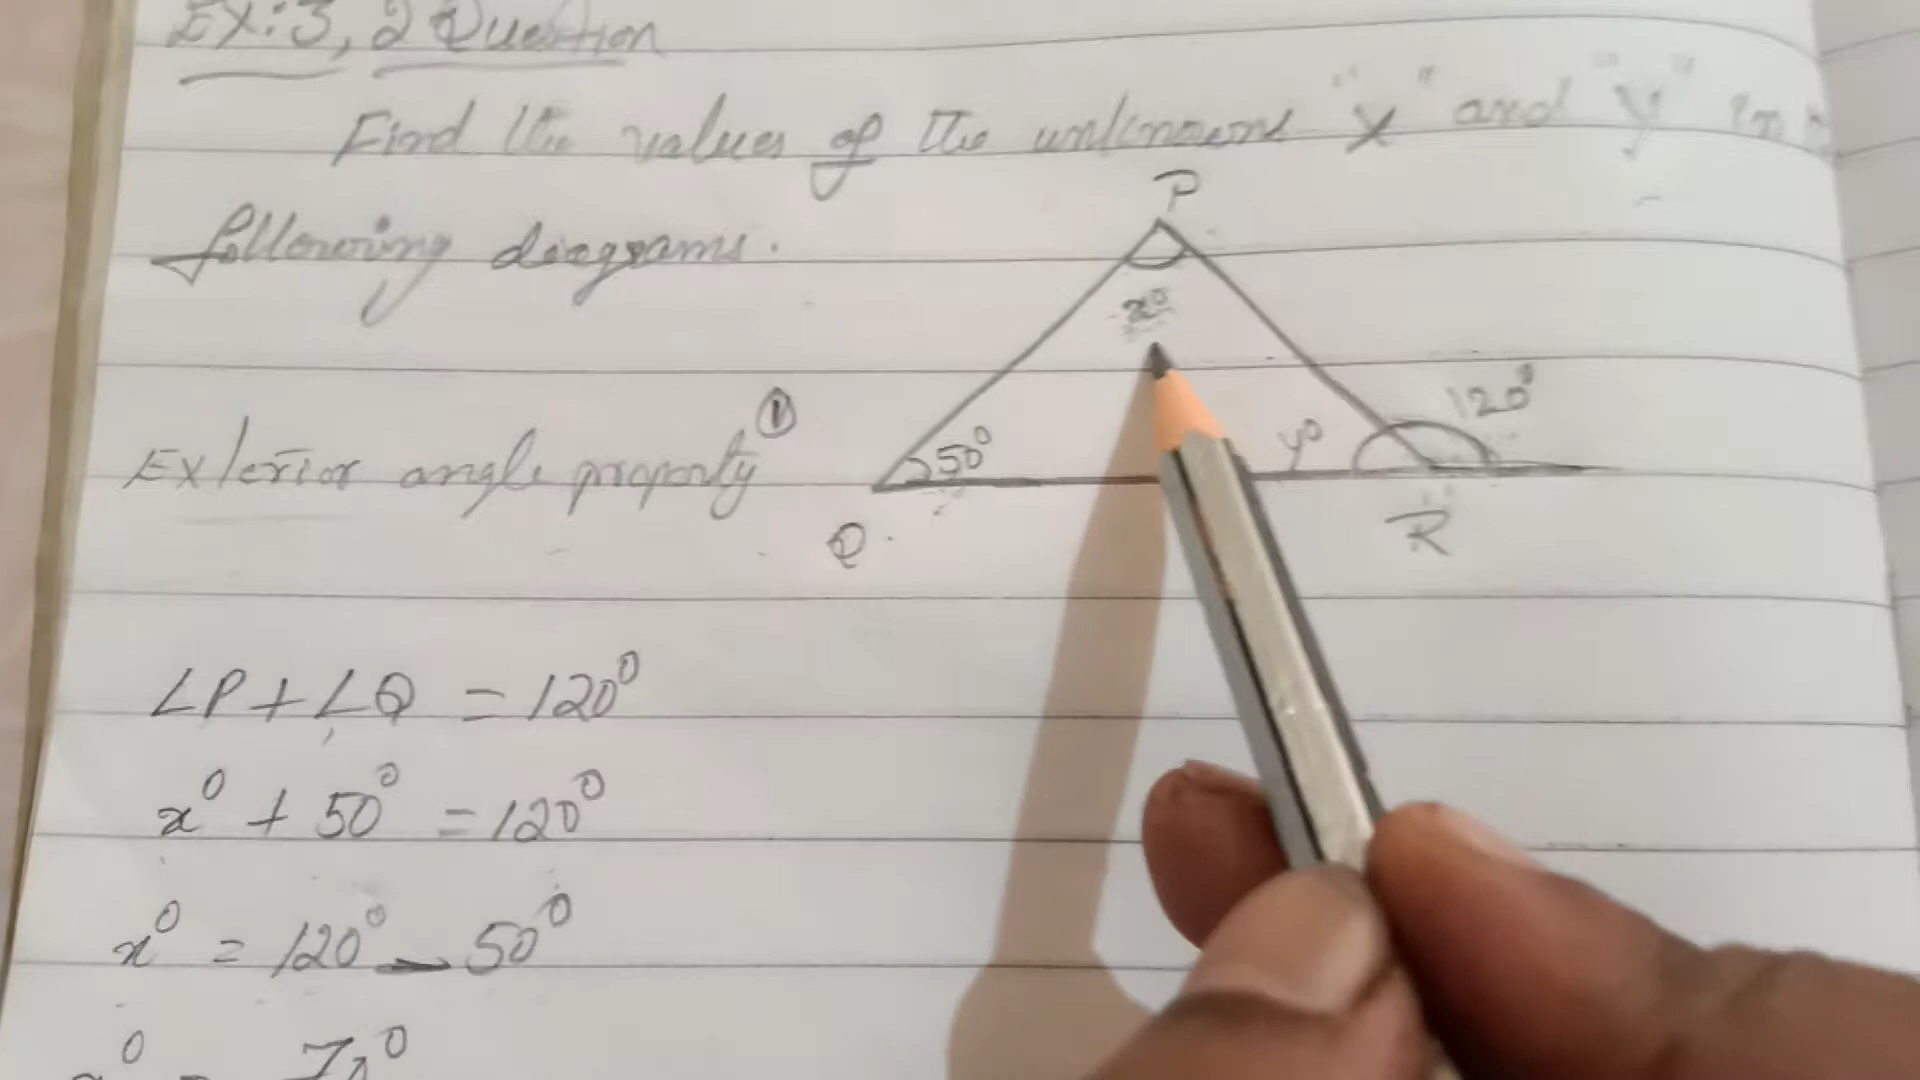 Ex:3, 2 Question
Find the values of the unknowns "x" and "y" in
following diagrams.
P
x°
120°
Exterior angle property ①
50°
y°
Q
R
∠P + ∠Q = 120°
x° + 50° = 120°
x° = 120° - 50°